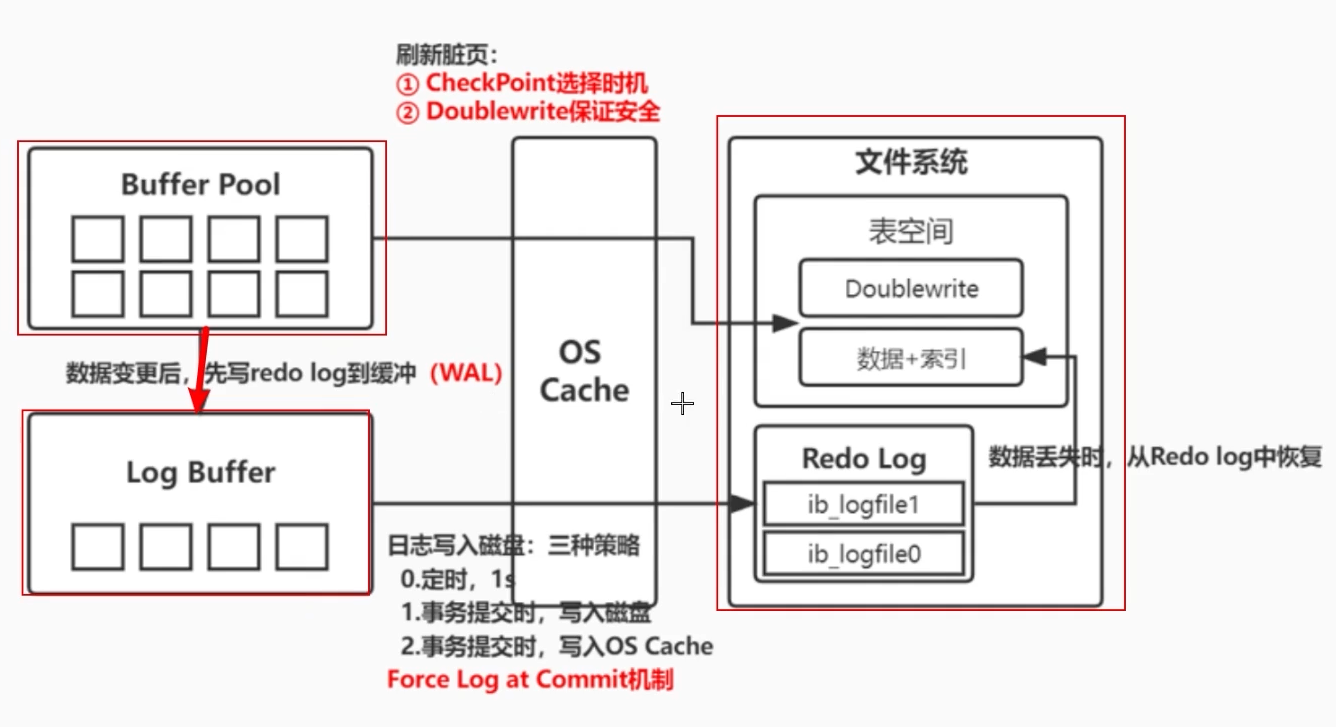 刷新脏页：
① CheckPoint选择时机
② Doublewrite保证安全
Buffer Pool
数据变更后，先写redo log到缓冲（WAL）
Log Buffer
OS
Cache
日志写入磁盘：三种策略
0.定时，1s
1.事务提交时，写入磁盘
2.事务提交时，写入OS Cache
Force Log at Commit机制
文件系统
表空间
Doublewrite
数据+索引
Redo Log
ib_logfile1
ib_logfile0
数据丢失时，从Redo log中恢复